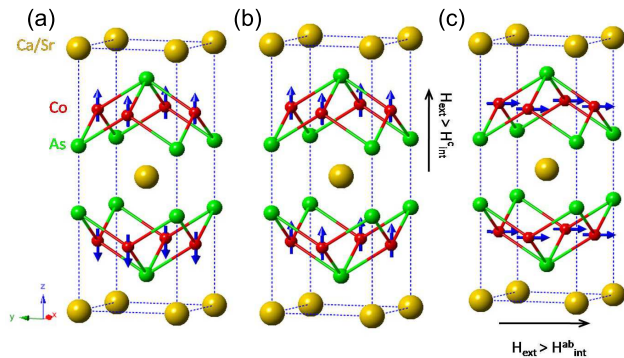 (a)
(b)
(c)
Ca/Sr
Co
As
H_ext > H^c_int
z
y
x
H_ext > H^ab_int